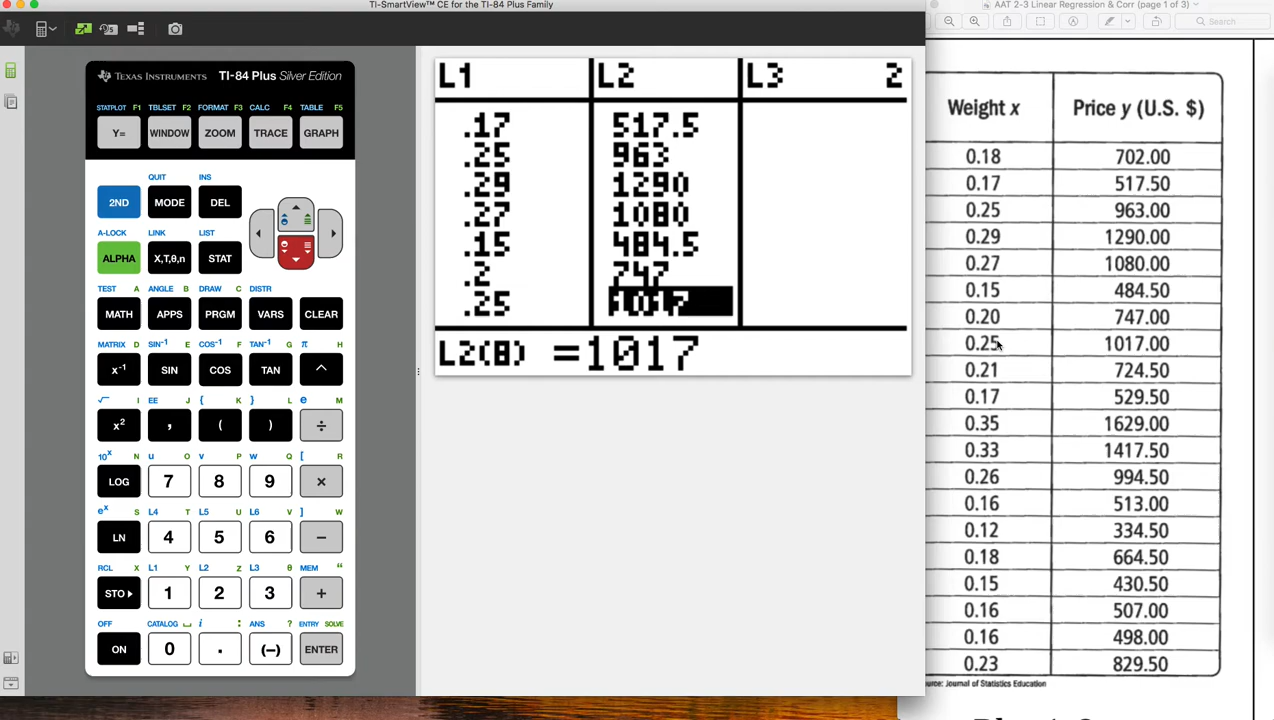 TI-SmartView™ CE for the TI-84 Plus Family
AAT 2-3 Linear Regression & Corr (page 1 of 3)
Search
TEXAS INSTRUMENTS TI-84 Plus Silver Edition
STATPLOT F1 TBLSET F2 FORMAT F3 CALC F4 TABLE F5
Y= WINDOW ZOOM TRACE GRAPH
QUIT INS
2ND MODE DEL
A-LOCK LINK LIST
ALPHA X,T,θ,n STAT
TEST A ANGLE B DRAW C DISTR
MATH APPS PRGM VARS CLEAR
MATRIX D SIN⁻¹ E COS⁻¹ F TAN⁻¹ G π H
x⁻¹ SIN COS TAN ^
√ I EE J { K } L e M
x² , ( ) ÷
10ˣ N u O v P w Q [ R
LOG 7 8 9 ×
eˣ S L4 T L5 U L6 V ] W
LN 4 5 6 −
RCL X L1 Y L2 Z L3 θ MEM “
STO▸ 1 2 3 +
OFF CATALOG ⎵ i : ANS ? ENTRY SOLVE
ON 0 . (−) ENTER
L1 L2 L3 2
.17 517.5
.25 963
.29 1290
.27 1080
.15 484.5
.2 747
.25 1017
L2(8) =1017
Weight x Price y (U.S. $)
0.18 702.00
0.17 517.50
0.25 963.00
0.29 1290.00
0.27 1080.00
0.15 484.50
0.20 747.00
0.25 1017.00
0.21 724.50
0.17 529.50
0.35 1629.00
0.33 1417.50
0.26 994.50
0.16 513.00
0.12 334.50
0.18 664.50
0.15 430.50
0.16 507.00
0.16 498.00
0.23 829.50
urce: Journal of Statistics Education